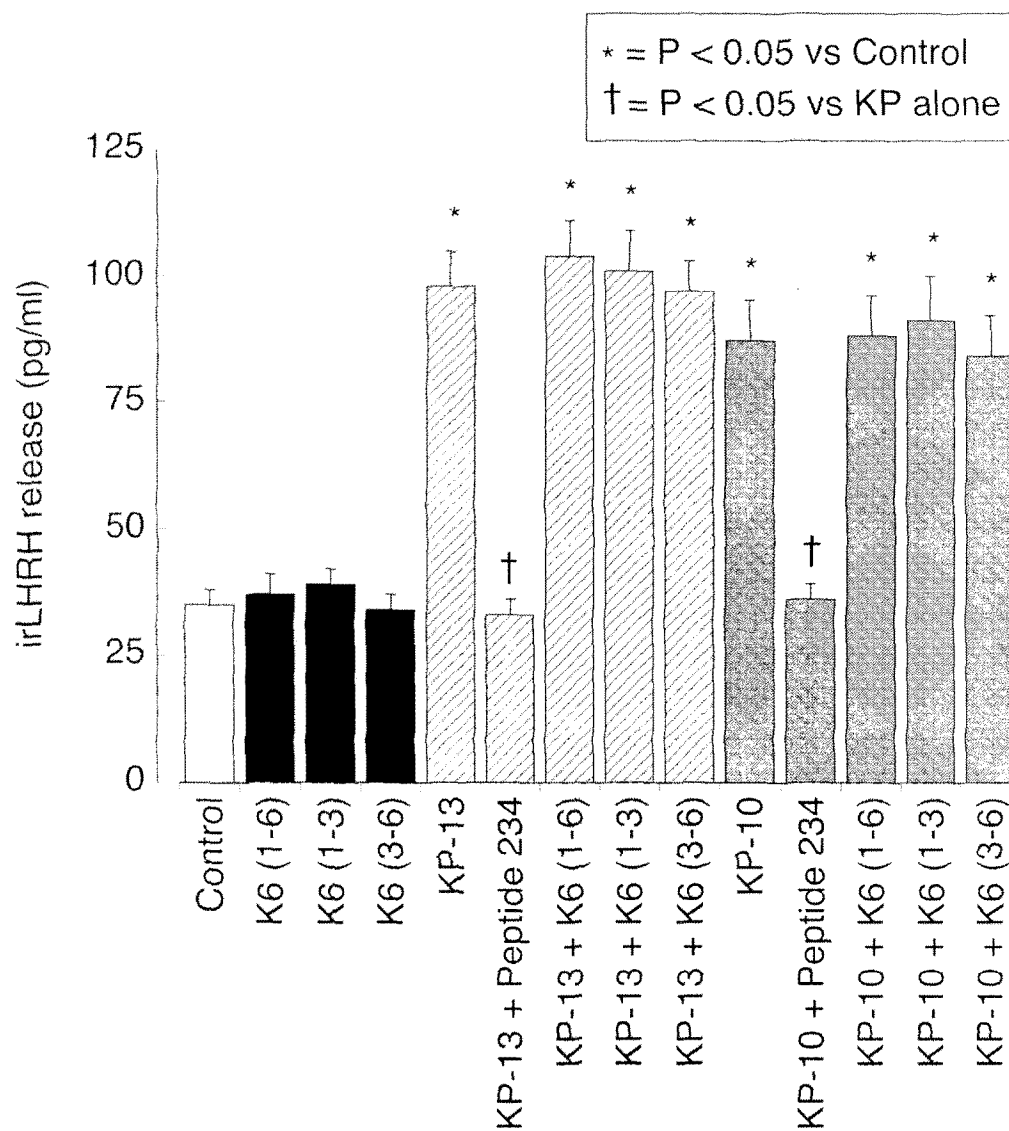 * = P < 0.05 vs Control
† = P < 0.05 vs KP alone
irLHRH release (pg/ml)
125
100
75
50
25
0
*
*
*
*
*
*
*
*
†
†
Control
K6 (1-6)
K6 (1-3)
K6 (3-6)
KP-13
KP-13 + Peptide 234
KP-13 + K6 (1-6)
KP-13 + K6 (1-3)
KP-13 + K6 (3-6)
KP-10
KP-10 + Peptide 234
KP-10 + K6 (1-6)
KP-10 + K6 (1-3)
KP-10 + K6 (3-6)